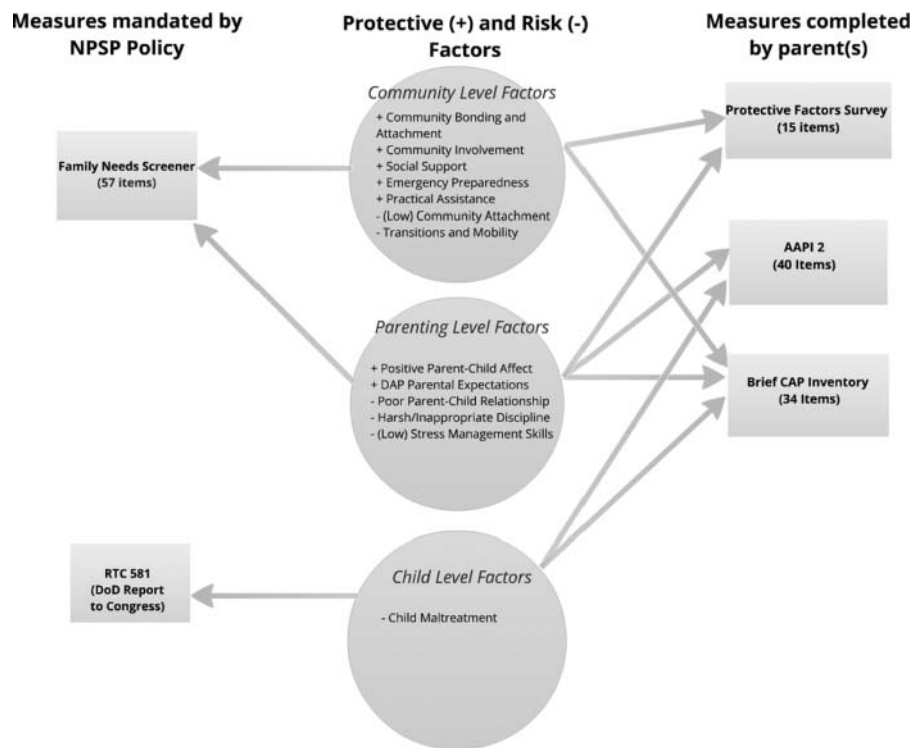 Measures mandated by
NPSP Policy
Protective (+) and Risk (-)
Factors
Measures completed
by parent(s)
Family Needs Screener
(57 items)
RTC 581
(DoD Report
to Congress)
Community Level Factors
+ Community Bonding and
Attachment
+ Community Involvement
+ Social Support
+ Emergency Preparedness
+ Practical Assistance
- (Low) Community Attachment
- Transitions and Mobility
Parenting Level Factors
+ Positive Parent-Child Affect
+ DAP Parental Expectations
- Poor Parent-Child Relationship
- Harsh/Inappropriate Discipline
- (Low) Stress Management Skills
Child Level Factors
- Child Maltreatment
Protective Factors Survey
(15 items)
AAPI 2
(40 Items)
Brief CAP Inventory
(34 Items)